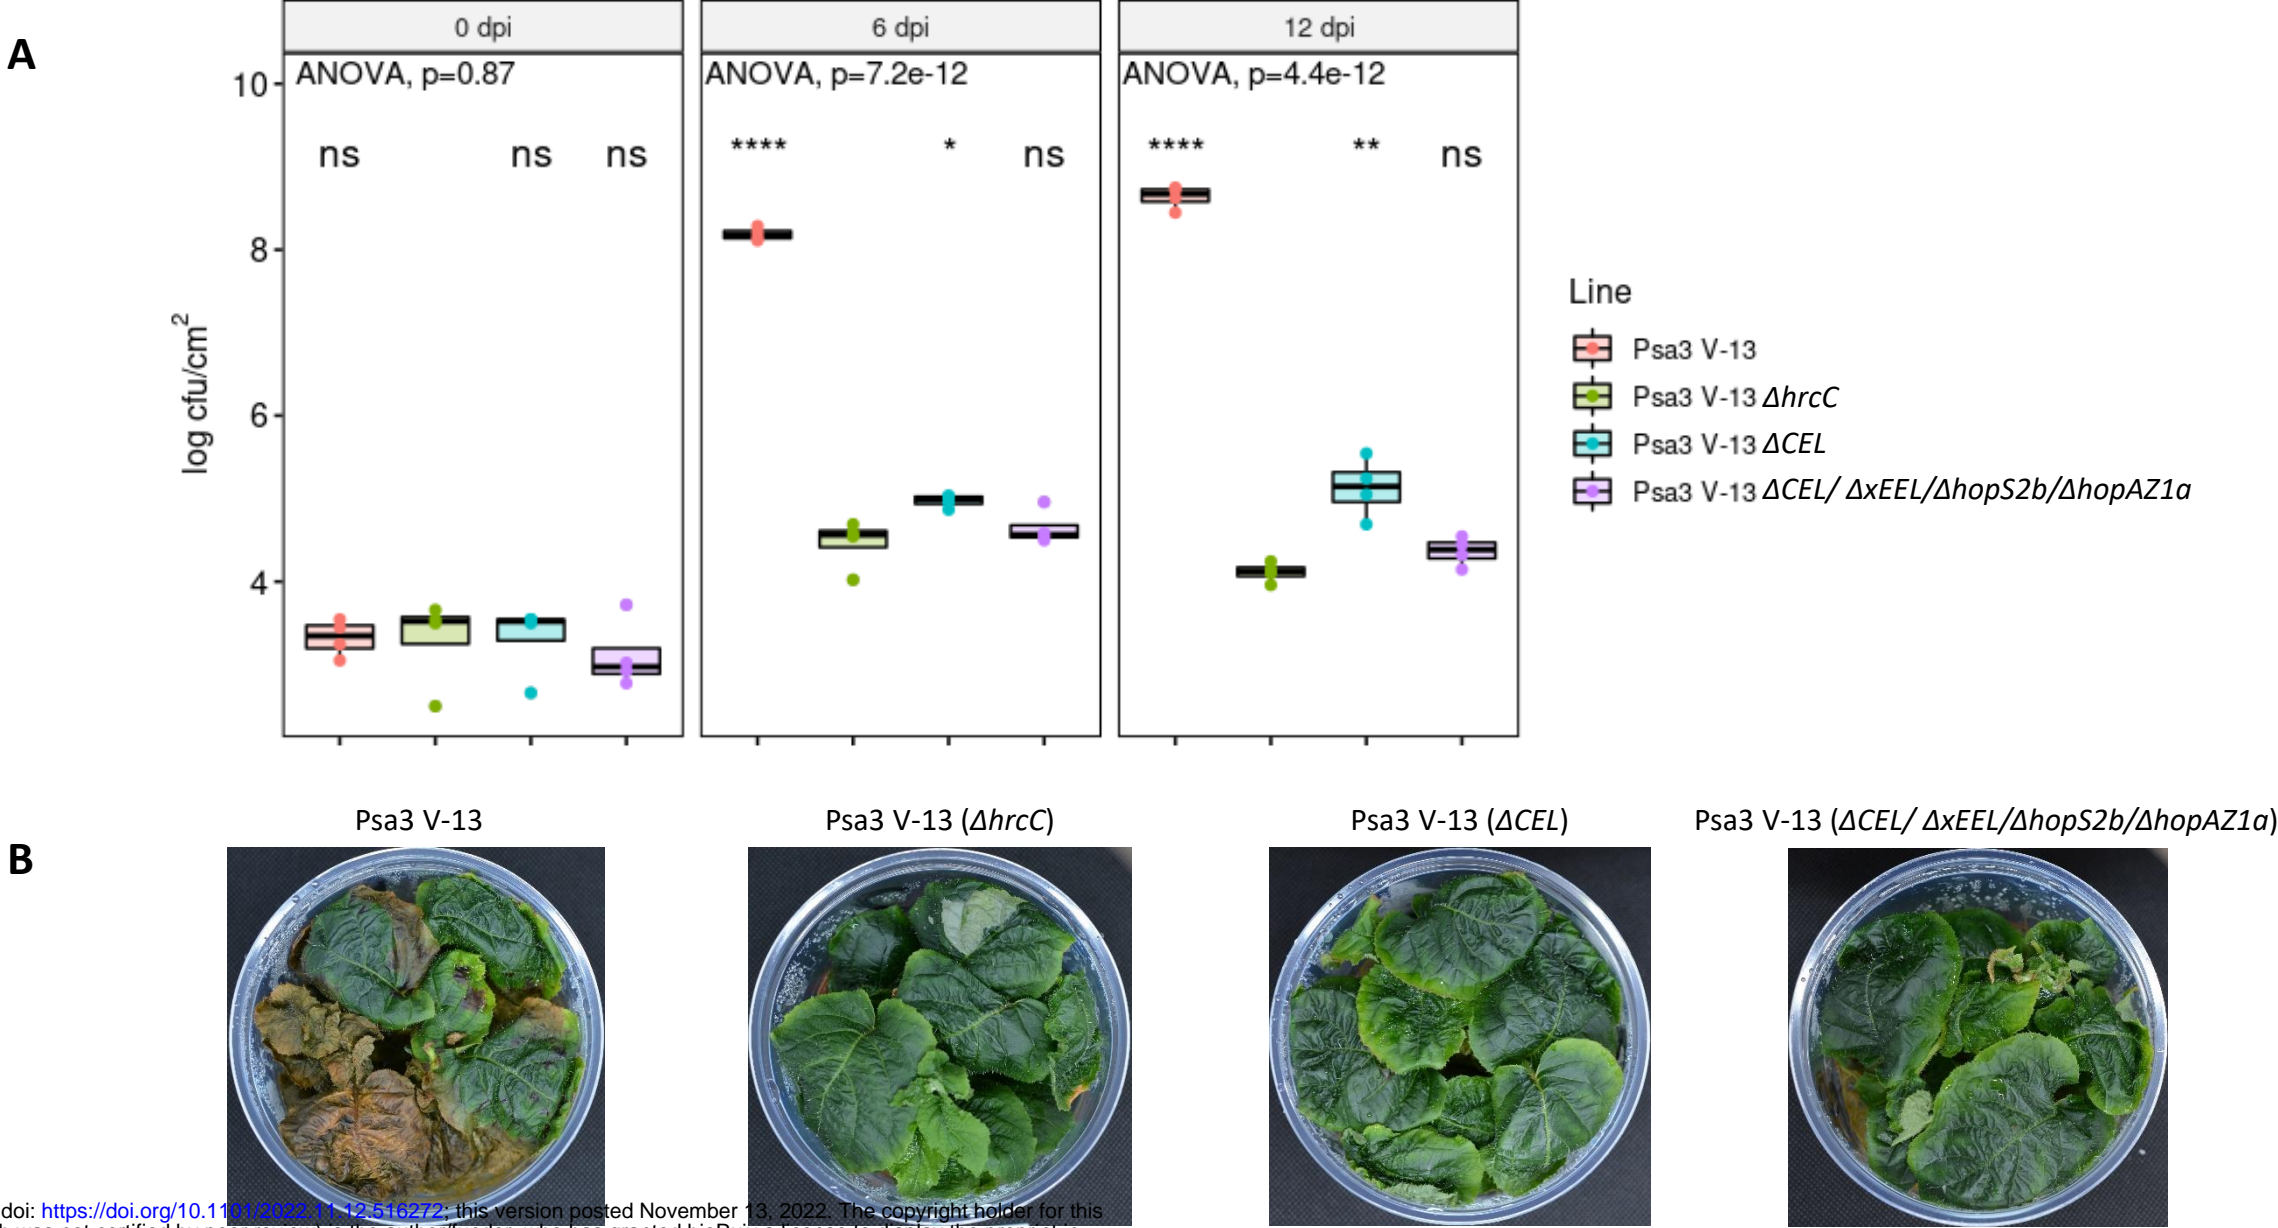 A
0 dpi
6 dpi
12 dpi
ANOVA, p=0.87
ANOVA, p=7.2e-12
ANOVA, p=4.4e-12
ns
ns
ns
****
*
ns
****
**
ns
10
8
6
4
log cfu/cm²
Line
Psa3 V-13
Psa3 V-13 ΔhrcC
Psa3 V-13 ΔCEL
Psa3 V-13 ΔCEL/ ΔxEEL/ΔhopS2b/ΔhopAZ1a
Psa3 V-13
Psa3 V-13 (ΔhrcC)
Psa3 V-13 (ΔCEL)
Psa3 V-13 (ΔCEL/ ΔxEEL/ΔhopS2b/ΔhopAZ1a)
B
doi: https://doi.org/10.1101/2022.11.12.516272; this version posted November 13, 2022. The copyright holder for this